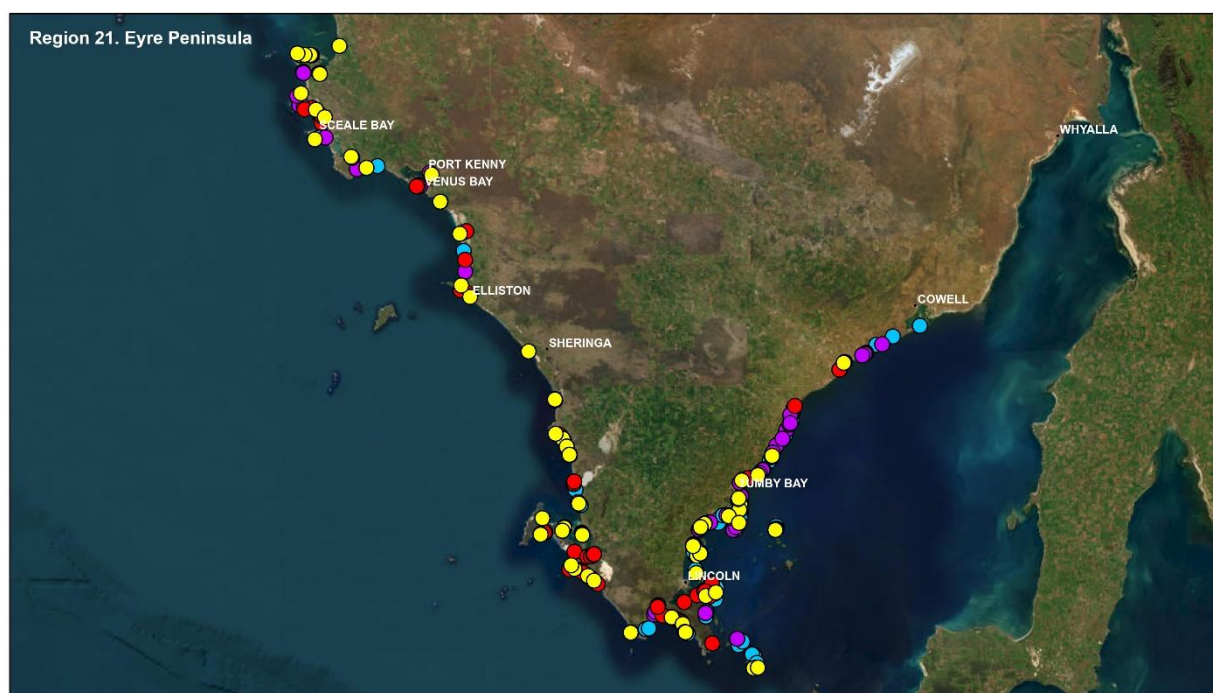 Region 21. Eyre Peninsula
SCEALE BAY
WHYALLA
PORT KENNY
VENUS BAY
ELLISTON
COWELL
SHERINGA
TUMBY BAY
LINCOLN